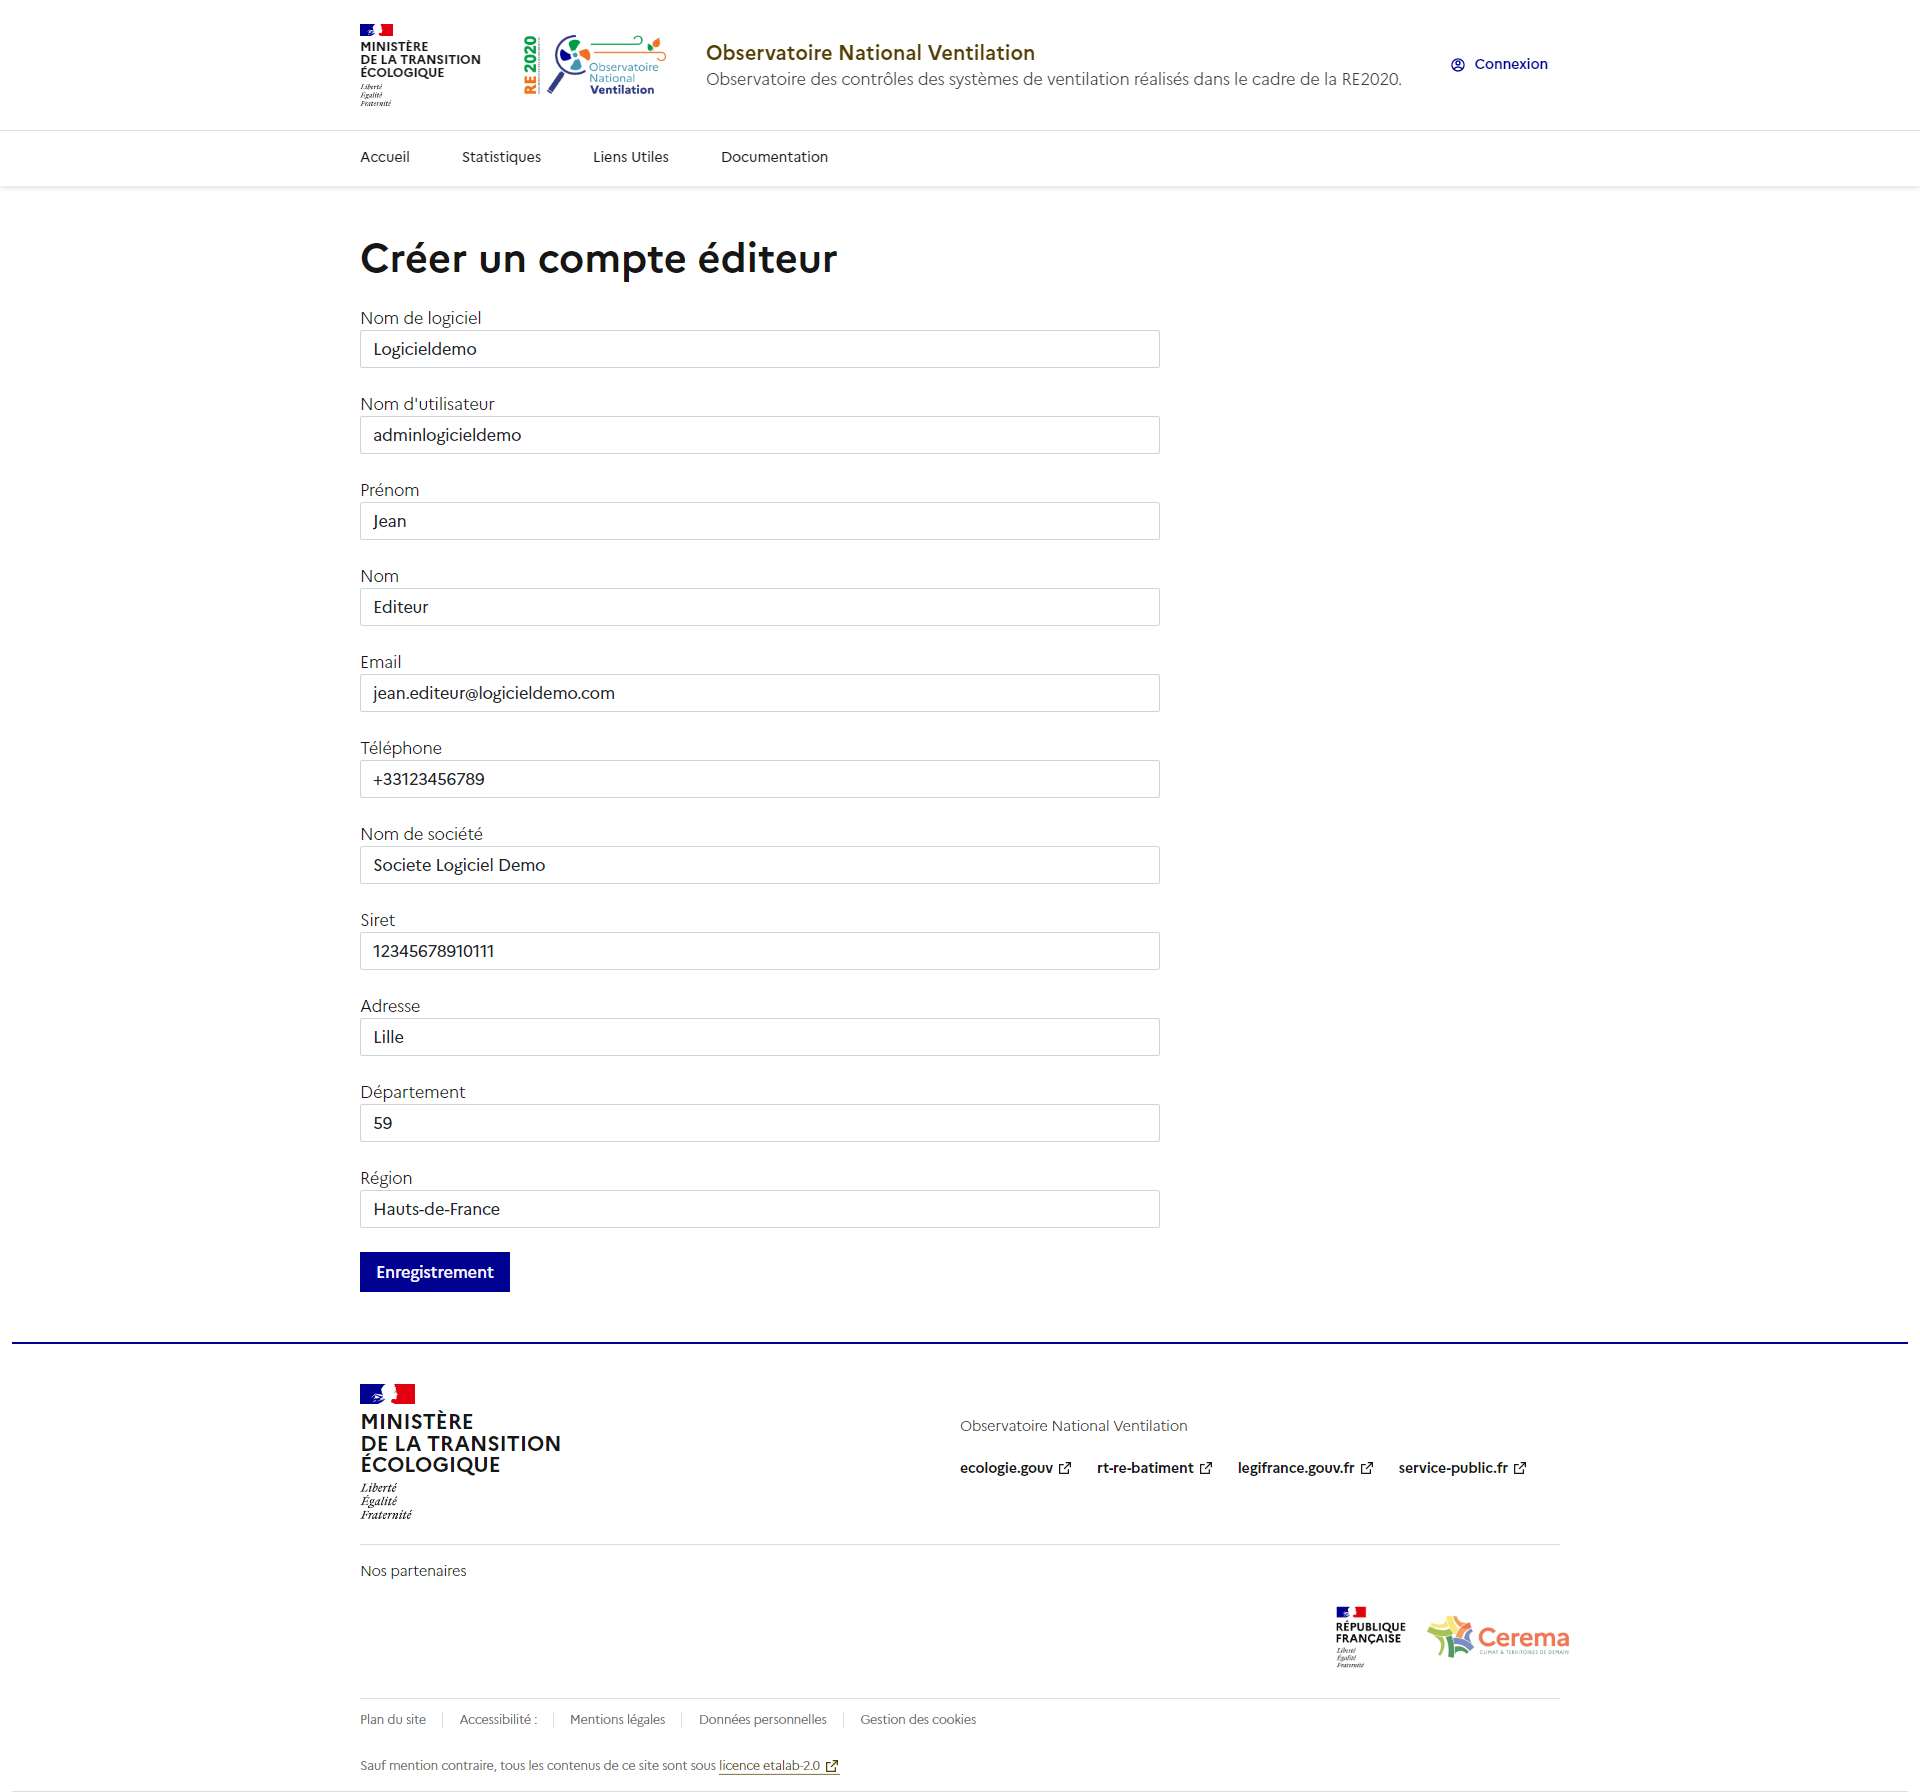 MINISTÈRE
DE LA TRANSITION
ÉCOLOGIQUE
Liberté
Égalité
Fraternité
RE 2020
Observatoire
National
Ventilation
Observatoire National Ventilation
Observatoire des contrôles des systèmes de ventilation réalisés dans le cadre de la RE2020.
Connexion
Accueil Statistiques Liens Utiles Documentation
Créer un compte éditeur
Nom de logiciel
Logicieldemo
Nom d'utilisateur
adminlogicieldemo
Prénom
Jean
Nom
Editeur
Email
jean.editeur@logicieldemo.com
Téléphone
+33123456789
Nom de société
Societe Logiciel Demo
Siret
12345678910111
Adresse
Lille
Département
59
Région
Hauts-de-France
Enregistrement
MINISTÈRE
DE LA TRANSITION
ÉCOLOGIQUE
Liberté
Égalité
Fraternité
Observatoire National Ventilation
ecologie.gouv rt-re-batiment legifrance.gouv.fr service-public.fr
Nos partenaires
RÉPUBLIQUE
FRANÇAISE
Liberté
Égalité
Fraternité
Cerema
CLIMAT & TERRITOIRES DE DEMAIN
Plan du site Accessibilité : Mentions légales Données personnelles Gestion des cookies
Sauf mention contraire, tous les contenus de ce site sont sous licence etalab-2.0